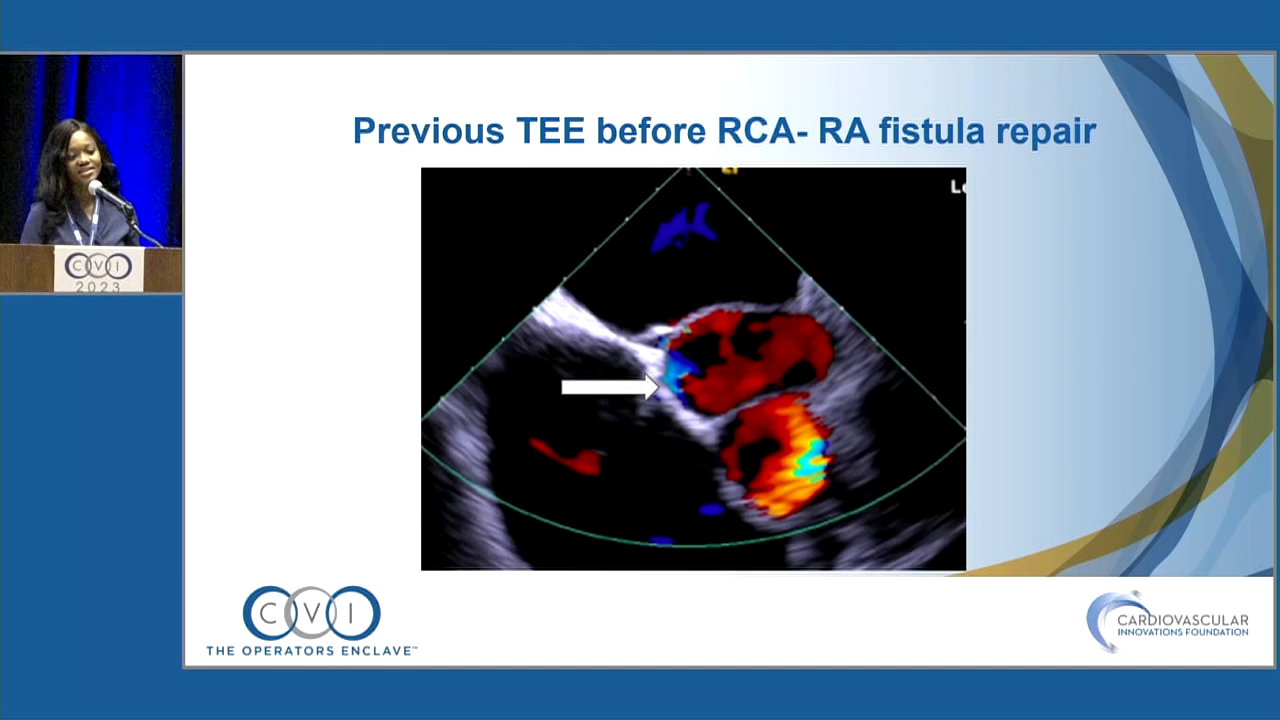 Previous TEE before RCA- RA fistula repair
CVI
2023
CVI
THE OPERATORS ENCLAVE™
CARDIOVASCULAR
INNOVATIONS FOUNDATION